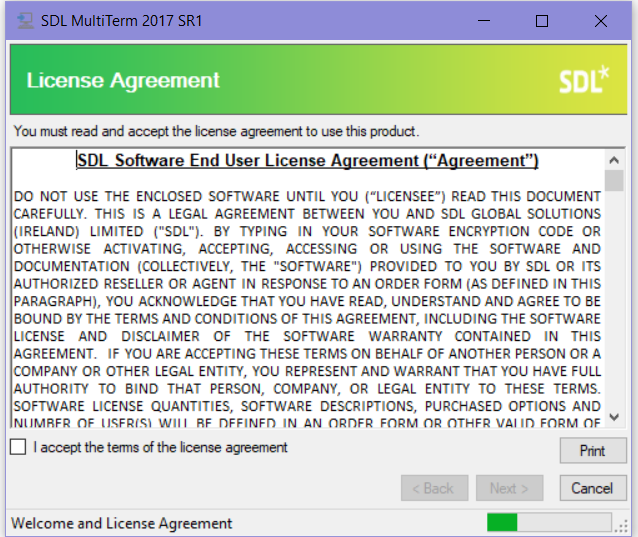 SDL MultiTerm 2017 SR1
License Agreement
SDL*
You must read and accept the license agreement to use this product.
SDL Software End User License Agreement (“Agreement”)
DO NOT USE THE ENCLOSED SOFTWARE UNTIL YOU (“LICENSEE”) READ THIS DOCUMENT
CAREFULLY. THIS IS A LEGAL AGREEMENT BETWEEN YOU AND SDL GLOBAL SOLUTIONS
(IRELAND) LIMITED ("SDL"). BY TYPING IN YOUR SOFTWARE ENCRYPTION CODE OR
OTHERWISE ACTIVATING, ACCEPTING, ACCESSING OR USING THE SOFTWARE AND
DOCUMENTATION (COLLECTIVELY, THE "SOFTWARE") PROVIDED TO YOU BY SDL OR ITS
AUTHORIZED RESELLER OR AGENT IN RESPONSE TO AN ORDER FORM (AS DEFINED IN THIS
PARAGRAPH), YOU ACKNOWLEDGE THAT YOU HAVE READ, UNDERSTAND AND AGREE TO BE
BOUND BY THE TERMS AND CONDITIONS OF THIS AGREEMENT, INCLUDING THE SOFTWARE
LICENSE AND DISCLAIMER OF THE SOFTWARE WARRANTY CONTAINED IN THIS
AGREEMENT. IF YOU ARE ACCEPTING THESE TERMS ON BEHALF OF ANOTHER PERSON OR A
COMPANY OR OTHER LEGAL ENTITY, YOU REPRESENT AND WARRANT THAT YOU HAVE FULL
AUTHORITY TO BIND THAT PERSON, COMPANY, OR LEGAL ENTITY TO THESE TERMS.
SOFTWARE LICENSE QUANTITIES, SOFTWARE DESCRIPTIONS, PURCHASED OPTIONS AND
NUMBER OF USER(S) WILL BE DEFINED IN AN ORDER FORM OR OTHER VALID FORM OF
I accept the terms of the license agreement
Print
< Back
Next >
Cancel
Welcome and License Agreement